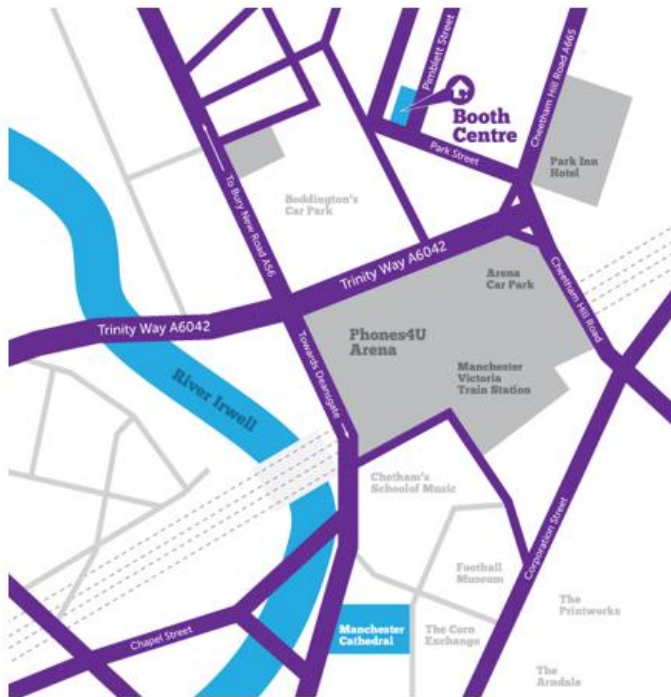 Pimblett Street
Cheetham Hill Road A665
Booth
Centre
Park Street
Park Inn
Hotel
To Bury New Road A56
Boddington's
Car Park
Trinity Way A6042
Arena
Car Park
Cheetham Hill Road
Trinity Way A6042
Phones4U
Arena
Towards Deansgate
Manchester
Victoria
Train Station
River Irwell
Chetham's
Schoolof Music
Corporation Street
Football
Museum
The
Printworks
Chapel Street
Manchester
Cathedral
The Corn
Exchange
The
Arndale